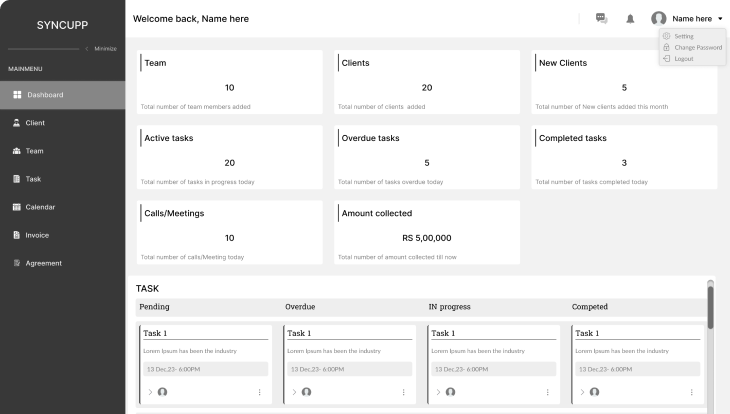 SYNCUPP
Minimize
MAINMENU
Dashboard
Client
Team
Task
Calendar
Invoice
Agreement
Welcome back, Name here
Name here
Setting
Change Password
Logout
Team
10
Total number of team members added
Clients
20
Total number of clients added
New Clients
5
Total number of New clients added this month
Active tasks
20
Total number of tasks in progress today
Overdue tasks
5
Total number of tasks overdue today
Completed tasks
3
Total number of tasks completed today
Calls/Meetings
10
Total number of calls/Meeting today
Amount collected
RS 5,00,000
Total number of amount collected till now
TASK
Pending Overdue IN progress Competed
Task 1
Lorem Ipsum has been the industry
13 Dec,23- 6:00PM
Task 1
Lorem Ipsum has been the industry
13 Dec,23- 6:00PM
Task 1
Lorem Ipsum has been the industry
13 Dec,23- 6:00PM
Task 1
Lorem Ipsum has been the industry
13 Dec,23- 6:00PM